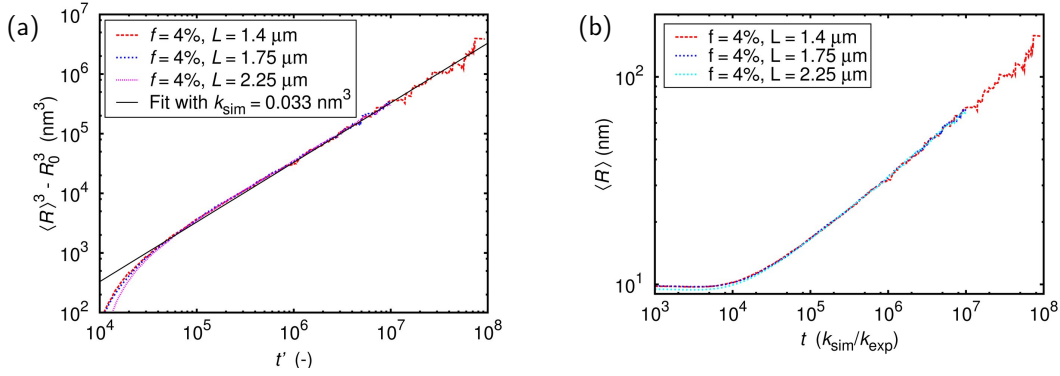 (a)
10^7
10^6
10^5
10^4
10^3
10^2
⟨R⟩^3 - R_0^3 (nm^3)
f = 4%, L = 1.4 μm
f = 4%, L = 1.75 μm
f = 4%, L = 2.25 μm
Fit with k_sim = 0.033 nm^3
10^4 10^5 10^6 10^7 10^8
t' (-)
(b)
10^2
10^1
⟨R⟩ (nm)
f = 4%, L = 1.4 μm
f = 4%, L = 1.75 μm
f = 4%, L = 2.25 μm
10^3 10^4 10^5 10^6 10^7 10^8
t (k_sim/k_exp)